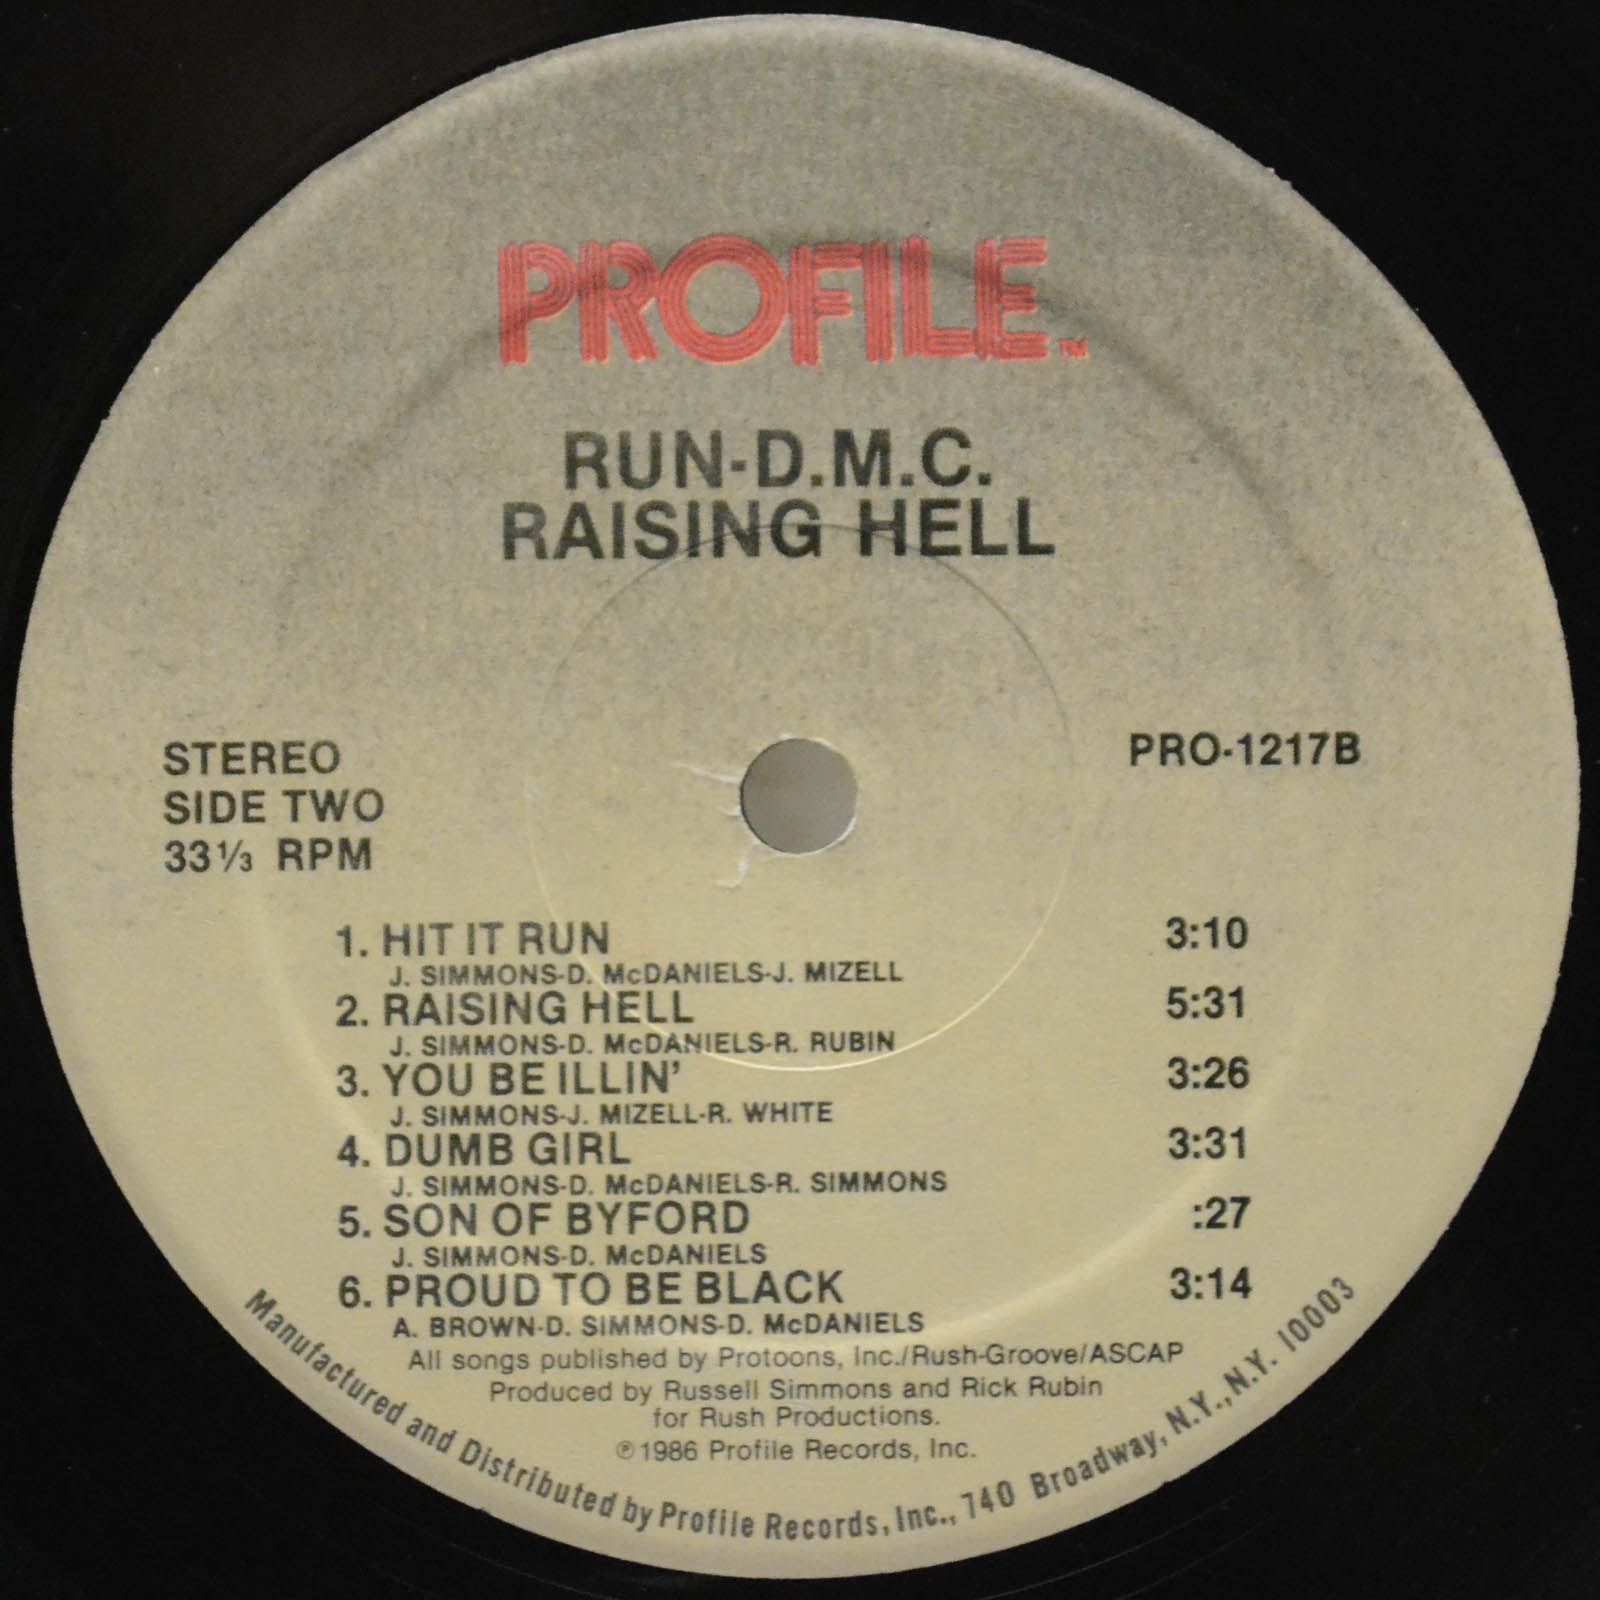 PROFILE™
RUN-D.M.C.
RAISING HELL
STEREO
SIDE TWO
33⅓ RPM
PRO-1217B
1. HIT IT RUN 3:10
J. SIMMONS-D. McDANIELS-J. MIZELL
2. RAISING HELL 5:31
J. SIMMONS-D. McDANIELS-R. RUBIN
3. YOU BE ILLIN' 3:26
J. SIMMONS-J. MIZELL-R. WHITE
4. DUMB GIRL 3:31
J. SIMMONS-D. McDANIELS-R. SIMMONS
5. SON OF BYFORD :27
J. SIMMONS-D. McDANIELS
6. PROUD TO BE BLACK 3:14
A. BROWN-D. SIMMONS-D. McDANIELS
All songs published by Protoons, Inc./Rush-Groove/ASCAP
Produced by Russell Simmons and Rick Rubin
for Rush Productions.
℗1986 Profile Records, Inc.
Manufactured and Distributed by Profile Records, Inc., 740 Broadway, N.Y., N.Y. 10003